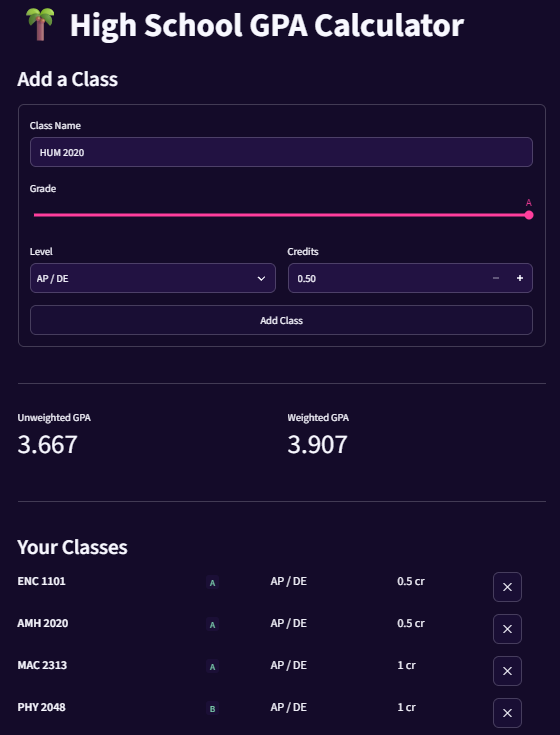 High School GPA Calculator
Add a Class
Class Name
HUM 2020
Grade
A
Level Credits
AP / DE 0.50 − +
Add Class
Unweighted GPA Weighted GPA
3.667 3.907
Your Classes
ENC 1101 A AP / DE 0.5 cr ×
AMH 2020 A AP / DE 0.5 cr ×
MAC 2313 A AP / DE 1 cr ×
PHY 2048 B AP / DE 1 cr ×